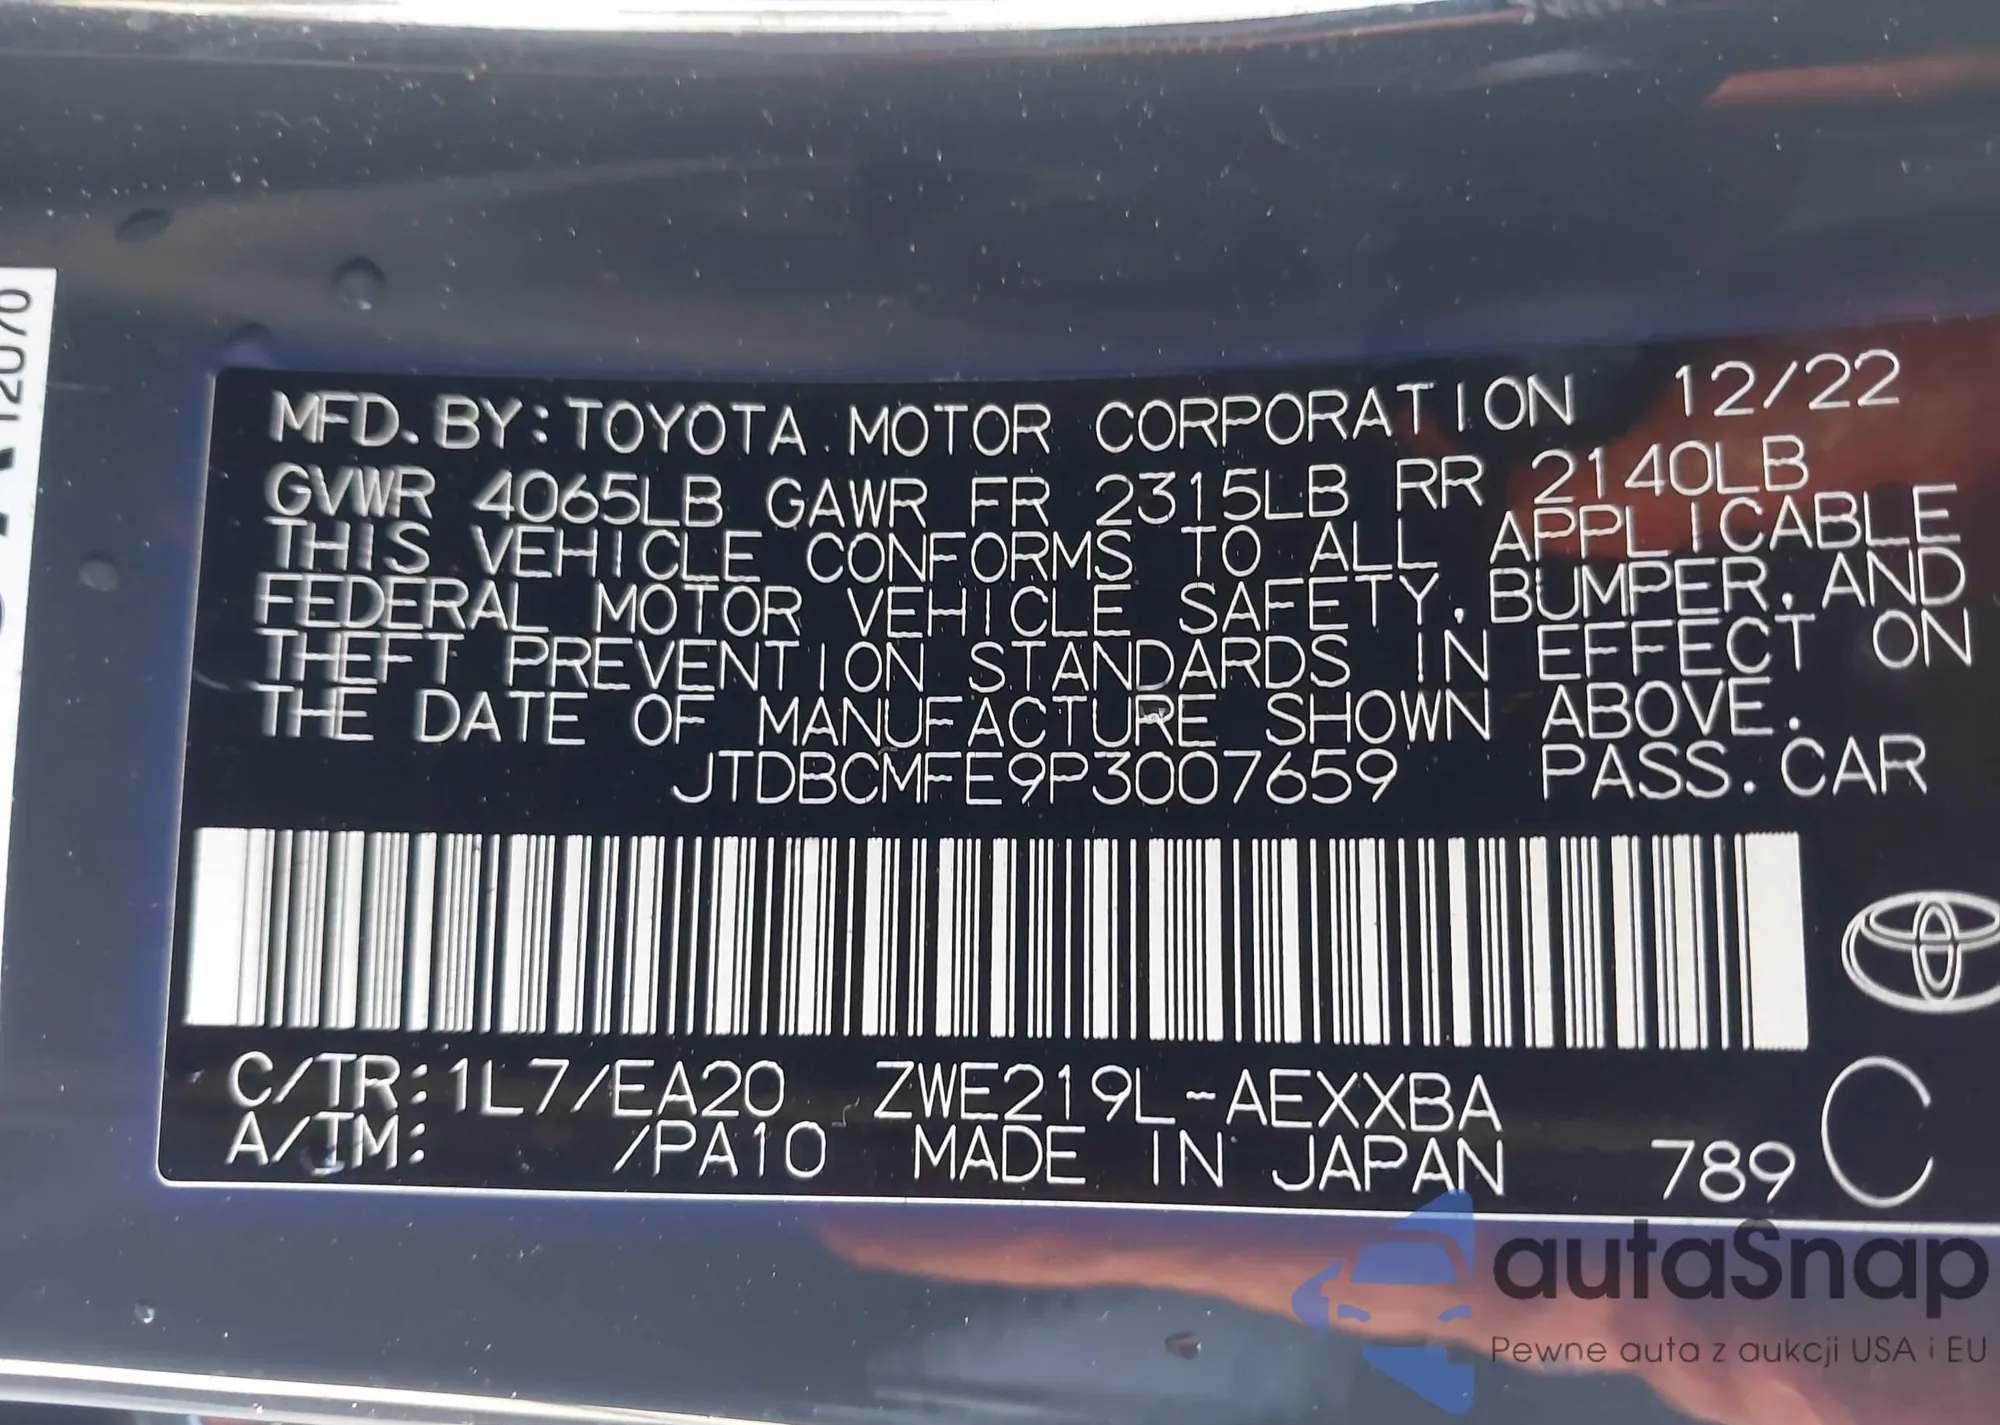 MFD. BY: TOYOTA MOTOR CORPORATION 12/22
GVWR 4065LB GAWR FR 2315LB RR 2140LB
THIS VEHICLE CONFORMS TO ALL APPLICABLE
FEDERAL MOTOR VEHICLE SAFETY, BUMPER, AND
THEFT PREVENTION STANDARDS IN EFFECT ON
THE DATE OF MANUFACTURE SHOWN ABOVE.
JTDBCMFE9P3007659 PASS. CAR
C/TR: 1L7/EA20 ZWE219L-AEXXBA
A/TM: /PA10 MADE IN JAPAN 789 C
autaSnap
Pewne auta z aukcji USA i EU